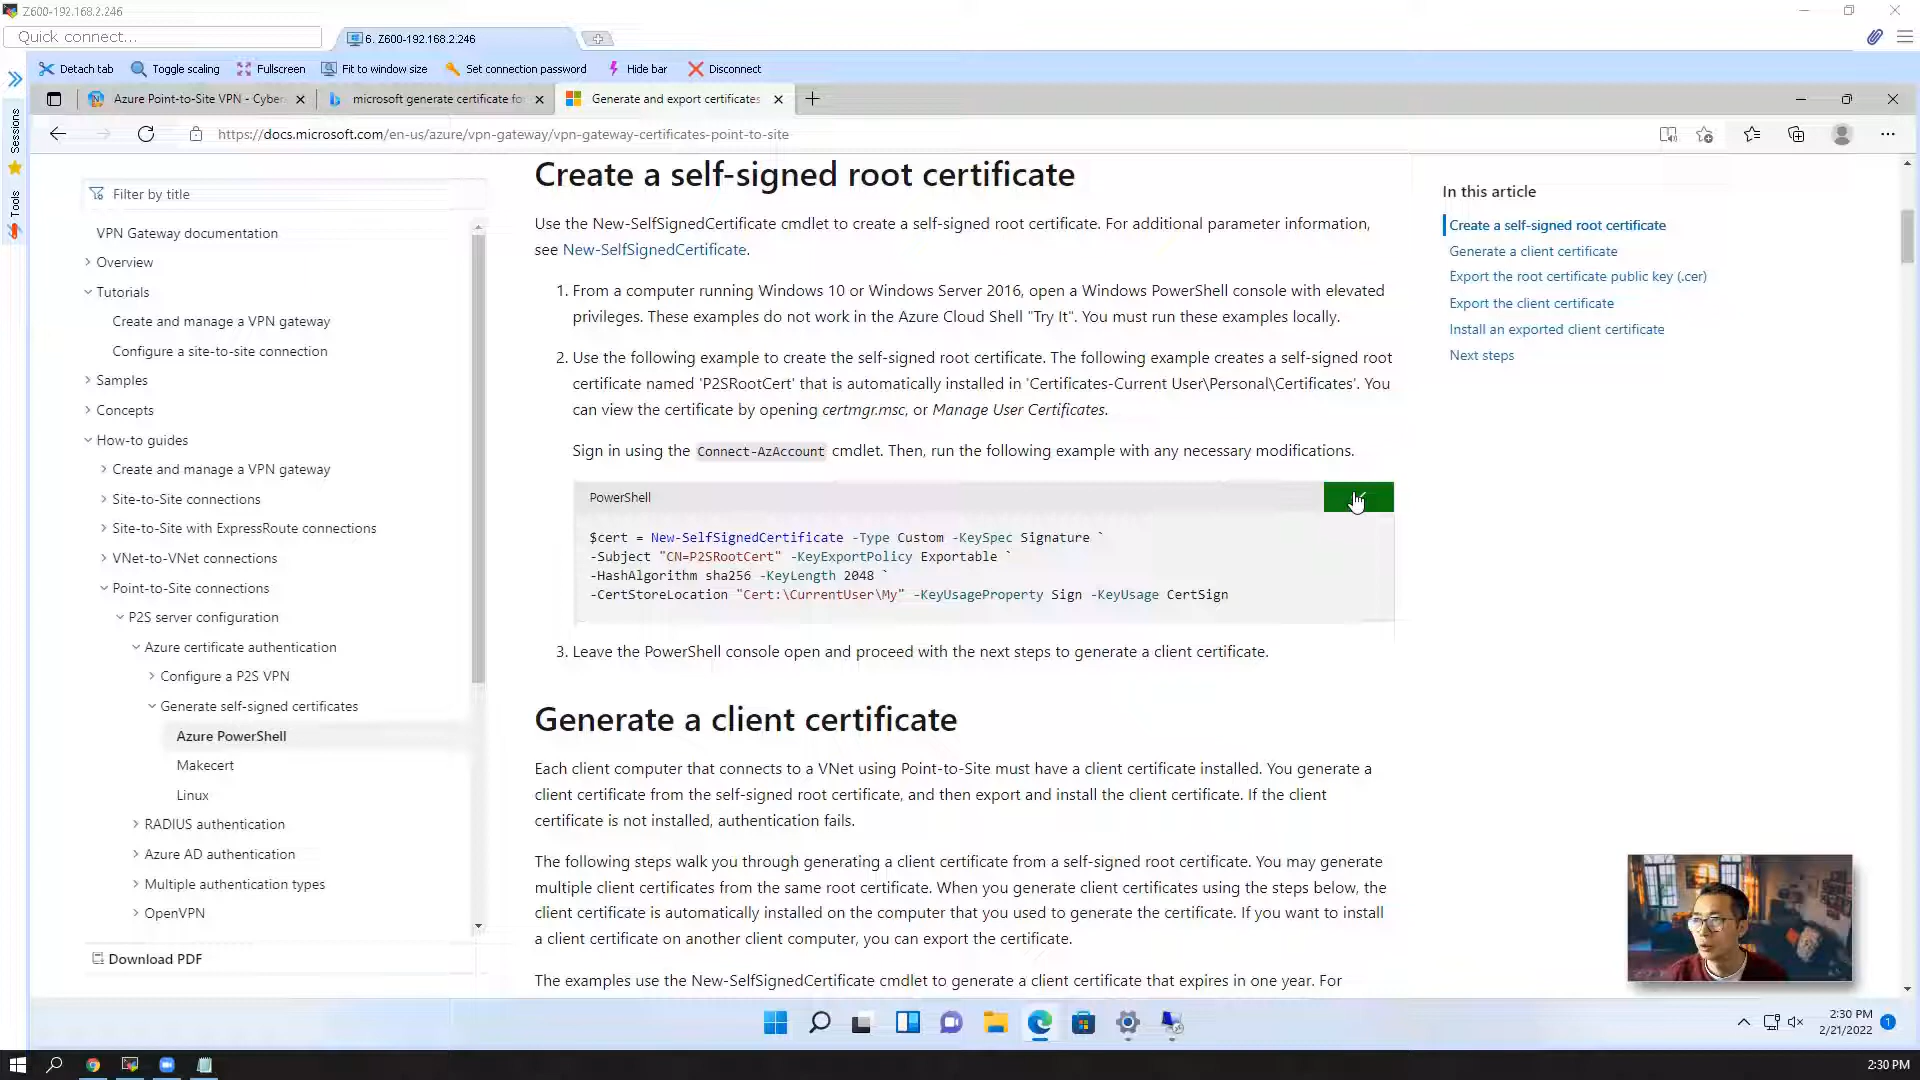 Z600-192.168.2.246
Quick connect...
6. Z600-192.168.2.246
Detach tab
Toggle scaling
Fullscreen
Fit to window size
Set connection password
Hide bar
Disconnect
Sessions
Tools
Azure Point-to-Site VPN - Cyber
microsoft generate certificate fo
Generate and export certificates
https://docs.microsoft.com/en-us/azure/vpn-gateway/vpn-gateway-certificates-point-to-site
Filter by title
VPN Gateway documentation
Overview
Tutorials
Create and manage a VPN gateway
Configure a site-to-site connection
Samples
Concepts
How-to guides
Create and manage a VPN gateway
Site-to-Site connections
Site-to-Site with ExpressRoute connections
VNet-to-VNet connections
Point-to-Site connections
P2S server configuration
Azure certificate authentication
Configure a P2S VPN
Generate self-signed certificates
Azure PowerShell
Makecert
Linux
RADIUS authentication
Azure AD authentication
Multiple authentication types
OpenVPN
Download PDF
Create a self-signed root certificate
Use the New-SelfSignedCertificate cmdlet to create a self-signed root certificate. For additional parameter information,
see New-SelfSignedCertificate.
1. From a computer running Windows 10 or Windows Server 2016, open a Windows PowerShell console with elevated
privileges. These examples do not work in the Azure Cloud Shell "Try It". You must run these examples locally.
2. Use the following example to create the self-signed root certificate. The following example creates a self-signed root
certificate named 'P2SRootCert' that is automatically installed in 'Certificates-Current User\Personal\Certificates'. You
can view the certificate by opening certmgr.msc, or Manage User Certificates.
Sign in using the Connect-AzAccount cmdlet. Then, run the following example with any necessary modifications.
PowerShell
$cert = New-SelfSignedCertificate -Type Custom -KeySpec Signature `
-Subject "CN=P2SRootCert" -KeyExportPolicy Exportable `
-HashAlgorithm sha256 -KeyLength 2048 `
-CertStoreLocation "Cert:\CurrentUser\My" -KeyUsageProperty Sign -KeyUsage CertSign
3. Leave the PowerShell console open and proceed with the next steps to generate a client certificate.
Generate a client certificate
Each client computer that connects to a VNet using Point-to-Site must have a client certificate installed. You generate a
client certificate from the self-signed root certificate, and then export and install the client certificate. If the client
certificate is not installed, authentication fails.
The following steps walk you through generating a client certificate from a self-signed root certificate. You may generate
multiple client certificates from the same root certificate. When you generate client certificates using the steps below, the
client certificate is automatically installed on the computer that you used to generate the certificate. If you want to install
a client certificate on another client computer, you can export the certificate.
The examples use the New-SelfSignedCertificate cmdlet to generate a client certificate that expires in one year. For
In this article
Create a self-signed root certificate
Generate a client certificate
Export the root certificate public key (.cer)
Export the client certificate
Install an exported client certificate
Next steps
2:30 PM
2/21/2022
1
2:30 PM